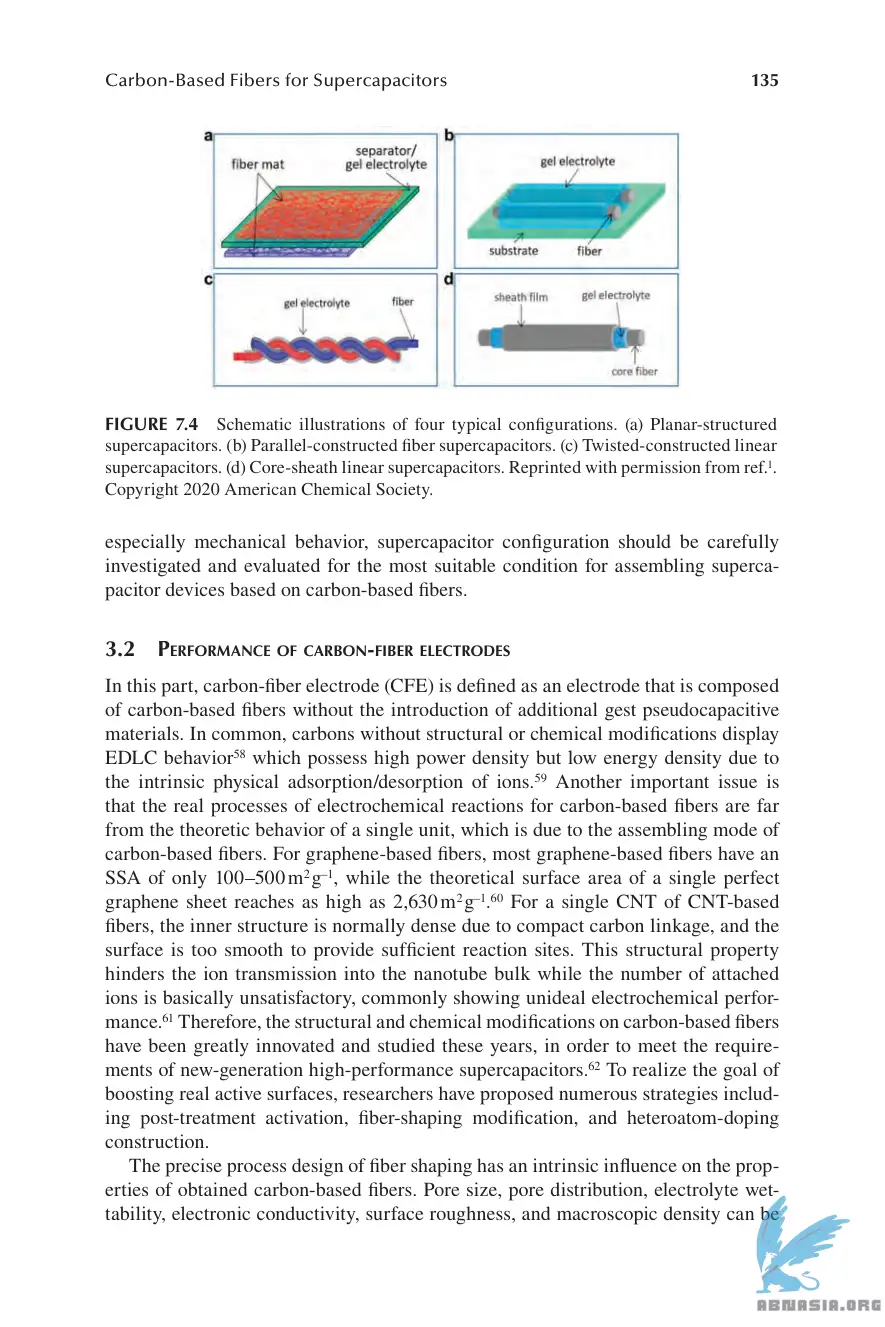 Carbon-Based Fibers for Supercapacitors 135
a
fiber mat
separator/
gel electrolyte
b
gel electrolyte
substrate
fiber
c
gel electrolyte
fiber
d
sheath film
gel electrolyte
core fiber
FIGURE 7.4 Schematic illustrations of four typical configurations. (a) Planar-structured
supercapacitors. (b) Parallel-constructed fiber supercapacitors. (c) Twisted-constructed linear
supercapacitors. (d) Core-sheath linear supercapacitors. Reprinted with permission from ref.¹.
Copyright 2020 American Chemical Society.
especially mechanical behavior, supercapacitor configuration should be carefully
investigated and evaluated for the most suitable condition for assembling superca-
pacitor devices based on carbon-based fibers.
3.2 Performance of carbon-fiber electrodes
In this part, carbon-fiber electrode (CFE) is defined as an electrode that is composed
of carbon-based fibers without the introduction of additional gest pseudocapacitive
materials. In common, carbons without structural or chemical modifications display
EDLC behavior⁵⁸ which possess high power density but low energy density due to
the intrinsic physical adsorption/desorption of ions.⁵⁹ Another important issue is
that the real processes of electrochemical reactions for carbon-based fibers are far
from the theoretic behavior of a single unit, which is due to the assembling mode of
carbon-based fibers. For graphene-based fibers, most graphene-based fibers have an
SSA of only 100–500 m² g⁻¹, while the theoretical surface area of a single perfect
graphene sheet reaches as high as 2,630 m² g⁻¹.⁶⁰ For a single CNT of CNT-based
fibers, the inner structure is normally dense due to compact carbon linkage, and the
surface is too smooth to provide sufficient reaction sites. This structural property
hinders the ion transmission into the nanotube bulk while the number of attached
ions is basically unsatisfactory, commonly showing unideal electrochemical perfor-
mance.⁶¹ Therefore, the structural and chemical modifications on carbon-based fibers
have been greatly innovated and studied these years, in order to meet the require-
ments of new-generation high-performance supercapacitors.⁶² To realize the goal of
boosting real active surfaces, researchers have proposed numerous strategies includ-
ing post-treatment activation, fiber-shaping modification, and heteroatom-doping
construction.
The precise process design of fiber shaping has an intrinsic influence on the prop-
erties of obtained carbon-based fibers. Pore size, pore distribution, electrolyte wet-
tability, electronic conductivity, surface roughness, and macroscopic density can be
ABNASIA.ORG